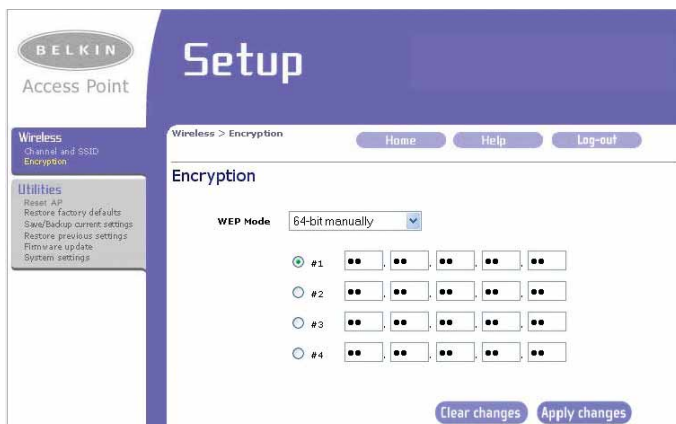 BELKIN
Access Point
Setup
Wireless
Channel and SSID
Encryption
Utilities
Reset AP
Restore factory defaults
Save/Backup current settings
Restore previous settings
Firmware update
System settings
Wireless > Encryption
Home
Help
Log-out
Encryption
WEP Mode 64-bit manually
#1 ••, ••, ••, ••, ••
#2 ••, ••, ••, ••, ••
#3 ••, ••, ••, ••, ••
#4 ••, ••, ••, ••, ••
Clear changes
Apply changes